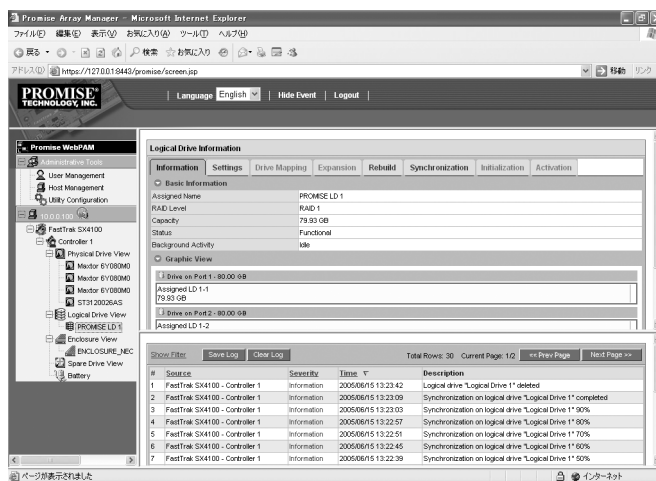 Promise Array Manager - Microsoft Internet Explorer
ファイル(F) 編集(E) 表示(V) お気に入り(A) ツール(T) ヘルプ(H)
戻る 検索 お気に入り
アドレス(D) https://127.0.0.1:8443/promise/screen.jsp 移動 リンク
PROMISE
TECHNOLOGY, INC.
| Language English | Hide Event | Logout |
Promise WebPAM
Administrative Tools
User Management
Host Management
Utility Configuration
10.0.0.100
FastTrak SX4100
Controller 1
Physical Drive View
Maxtor 6Y080M0
Maxtor 6Y080M0
Maxtor 6Y080M0
ST3120026AS
Logical Drive View
PROMISE LD 1
Enclosure View
ENCLOSURE_NEC
Spare Drive View
Battery
Logical Drive Information
Information Settings Drive Mapping Expansion Rebuild Synchronization Initialization Activation
Basic Information
Assigned Name PROMISE LD 1
RAID Level RAID 1
Capacity 79.93 GB
Status Functional
Background Activity Idle
Graphic View
Drive on Port 1 - 80.00 GB
Assigned LD 1-1
79.93 GB
Drive on Port 2 - 80.00 GB
Assigned LD 1-2
Show Filter Save Log Clear Log Total Rows: 30 Current Page: 1/2 << Prev Page Next Page >>
# Source Severity Time Description
1 FastTrak SX4100 - Controller 1 Information 2005/06/15 13:23:42 Logical drive "Logical Drive 1" deleted
2 FastTrak SX4100 - Controller 1 Information 2005/06/15 13:23:09 Synchronization on logical drive "Logical Drive 1" completed
3 FastTrak SX4100 - Controller 1 Information 2005/06/15 13:23:03 Synchronization on logical drive "Logical Drive 1" 90%
4 FastTrak SX4100 - Controller 1 Information 2005/06/15 13:22:57 Synchronization on logical drive "Logical Drive 1" 80%
5 FastTrak SX4100 - Controller 1 Information 2005/06/15 13:22:51 Synchronization on logical drive "Logical Drive 1" 70%
6 FastTrak SX4100 - Controller 1 Information 2005/06/15 13:22:45 Synchronization on logical drive "Logical Drive 1" 60%
7 FastTrak SX4100 - Controller 1 Information 2005/06/15 13:22:39 Synchronization on logical drive "Logical Drive 1" 50%
ページが表示されました インターネット